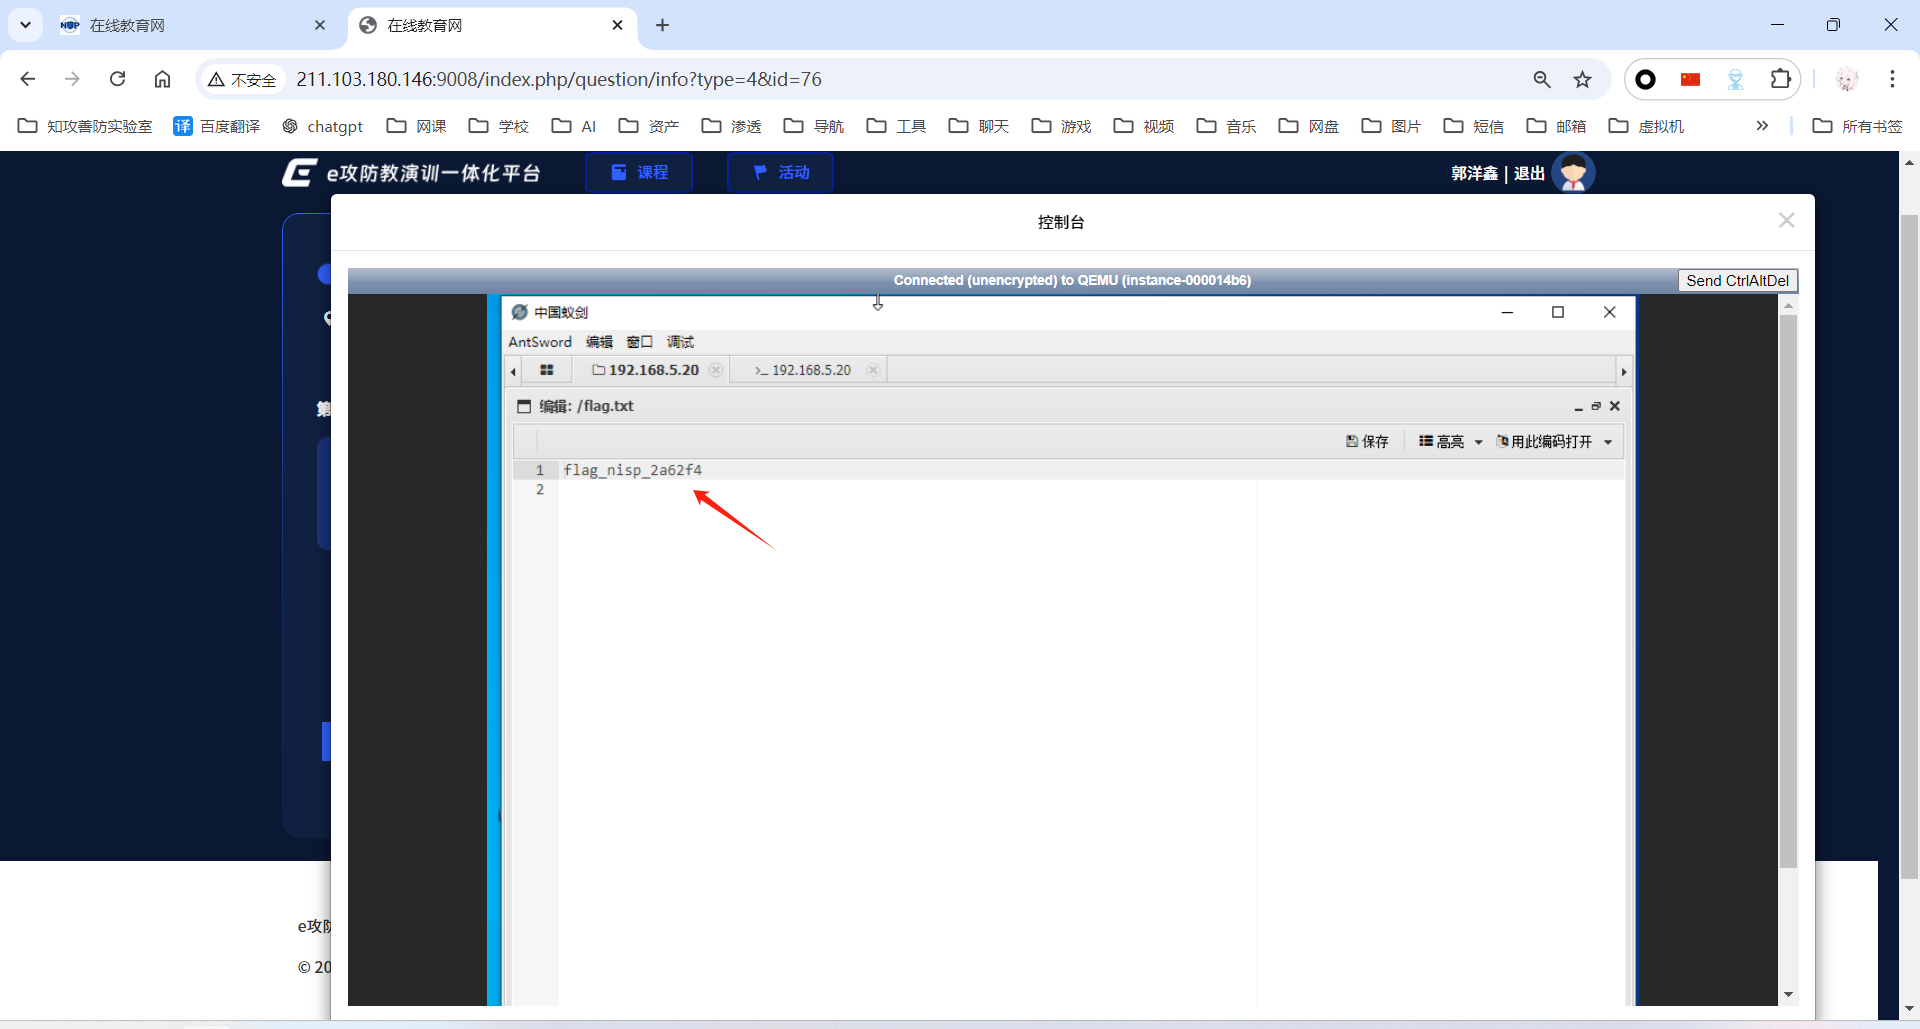 在线教育网
在线教育网
不安全 211.103.180.146:9008/index.php/question/info?type=4&id=76
知攻善防实验室 译 百度翻译 chatgpt 网课 学校 AI 资产 渗透 导航 工具 聊天 游戏 视频 音乐 网盘 图片 短信 邮箱 虚拟机 » 所有书签
e攻防教演训一体化平台 课程 活动 郭洋鑫 | 退出
控制台
Connected (unencrypted) to QEMU (instance-000014b6) Send CtrlAltDel
中国蚁剑
AntSword 编辑 窗口 调试
192.168.5.20 >_ 192.168.5.20
编辑: /flag.txt
保存 高亮 用此编码打开
1 flag_nisp_2a62f4
2
第
e攻防
© 20